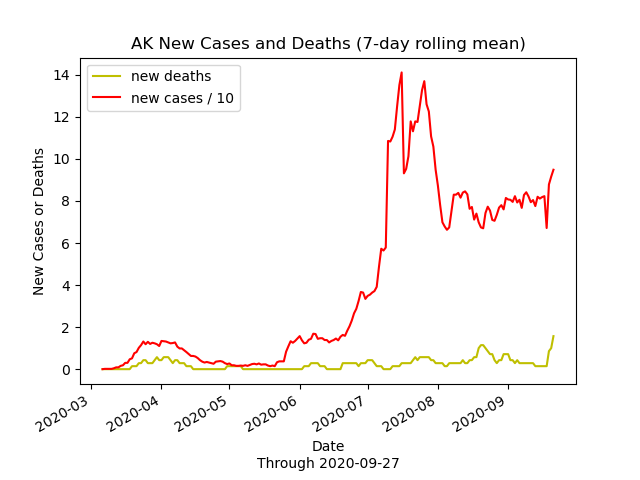 AK New Cases and Deaths (7-day rolling mean)
new deaths
new cases / 10
14
12
10
8
6
4
2
0
New Cases or Deaths
2020-03
2020-04
2020-05
2020-06
2020-07
2020-08
2020-09
Date
Through 2020-09-27